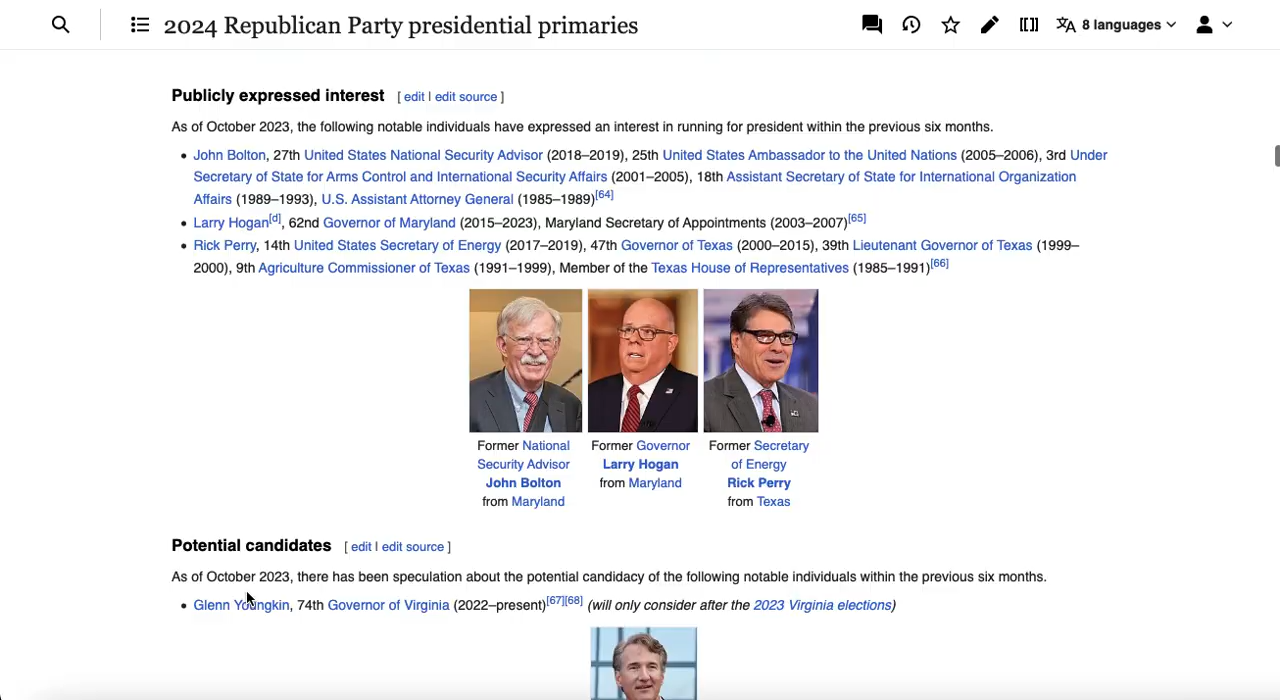 2024 Republican Party presidential primaries
8 languages
Publicly expressed interest [ edit | edit source ]
As of October 2023, the following notable individuals have expressed an interest in running for president within the previous six months.
• John Bolton, 27th United States National Security Advisor (2018–2019), 25th United States Ambassador to the United Nations (2005–2006), 3rd Under
Secretary of State for Arms Control and International Security Affairs (2001–2005), 18th Assistant Secretary of State for International Organization
Affairs (1989–1993), U.S. Assistant Attorney General (1985–1989)[64]
• Larry Hogan[d], 62nd Governor of Maryland (2015–2023), Maryland Secretary of Appointments (2003–2007)[65]
• Rick Perry, 14th United States Secretary of Energy (2017–2019), 47th Governor of Texas (2000–2015), 39th Lieutenant Governor of Texas (1999–
2000), 9th Agriculture Commissioner of Texas (1991–1999), Member of the Texas House of Representatives (1985–1991)[66]
Former National
Security Advisor
John Bolton
from Maryland
Former Governor
Larry Hogan
from Maryland
Former Secretary
of Energy
Rick Perry
from Texas
Potential candidates [ edit | edit source ]
As of October 2023, there has been speculation about the potential candidacy of the following notable individuals within the previous six months.
• Glenn Youngkin, 74th Governor of Virginia (2022–present)[67][68] (will only consider after the 2023 Virginia elections)